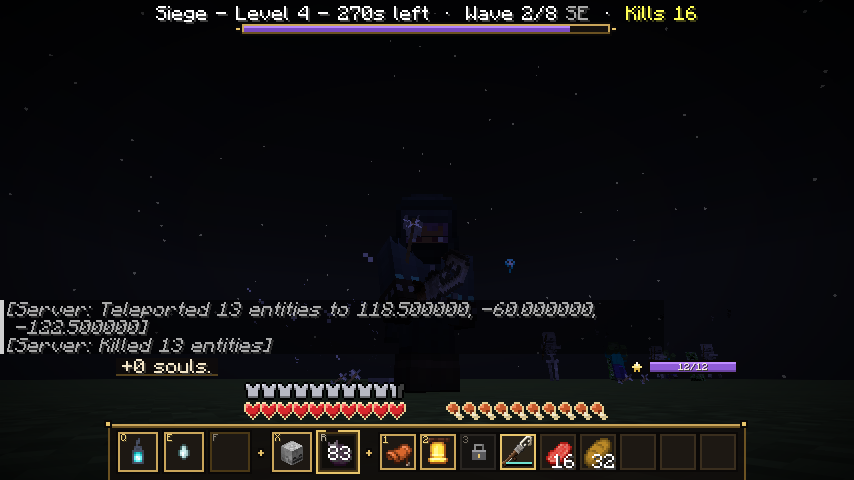 Siege - Level 4 - 270s left · Wave 2/8 SE · Kills 16
[Server: Teleported 13 entities to 118.500000, -60.000000,
-122.500000]
[Server: Killed 13 entities]
+0 souls.
12/12
Q E F X R 83 1 2 3 16 32